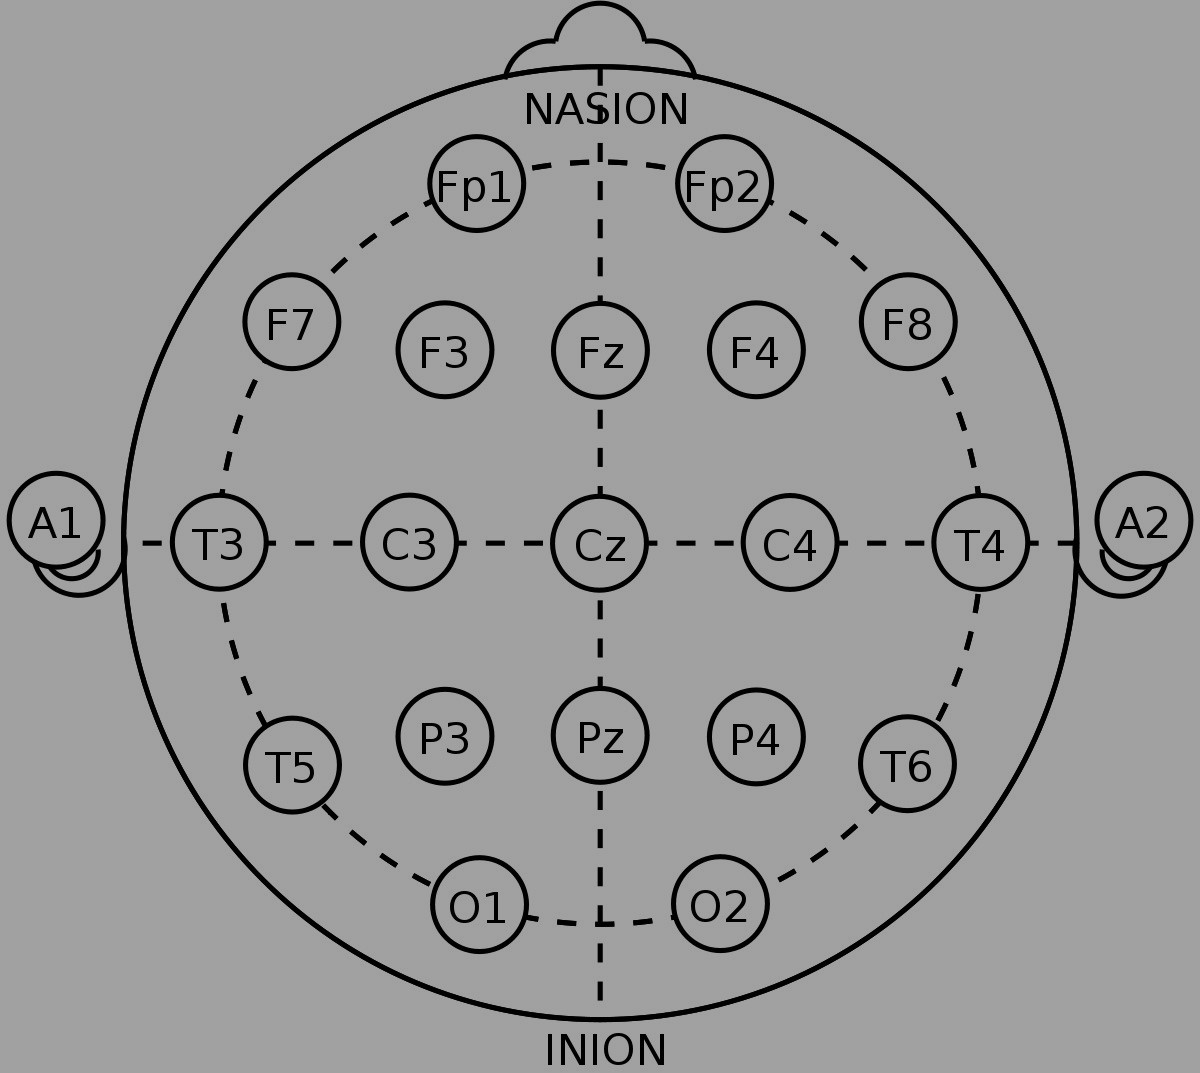 NASION
Fp1 Fp2
F7 F3 Fz F4 F8
A1 T3 C3 Cz C4 T4 A2
T5 P3 Pz P4 T6
O1 O2
INION